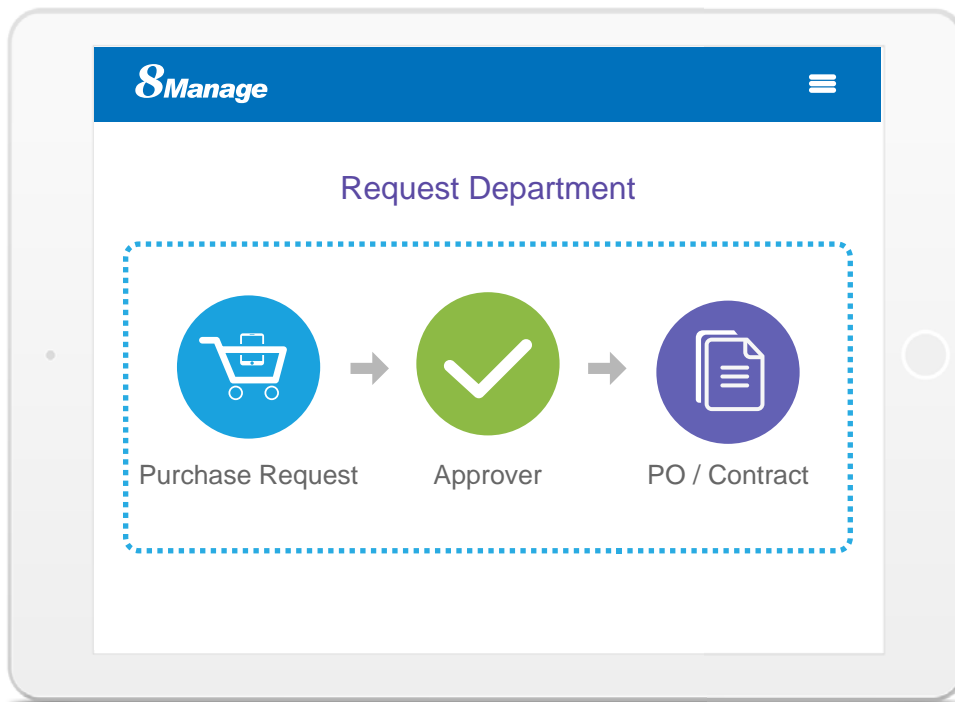 8Manage
Request Department
Purchase Request
Approver
PO / Contract